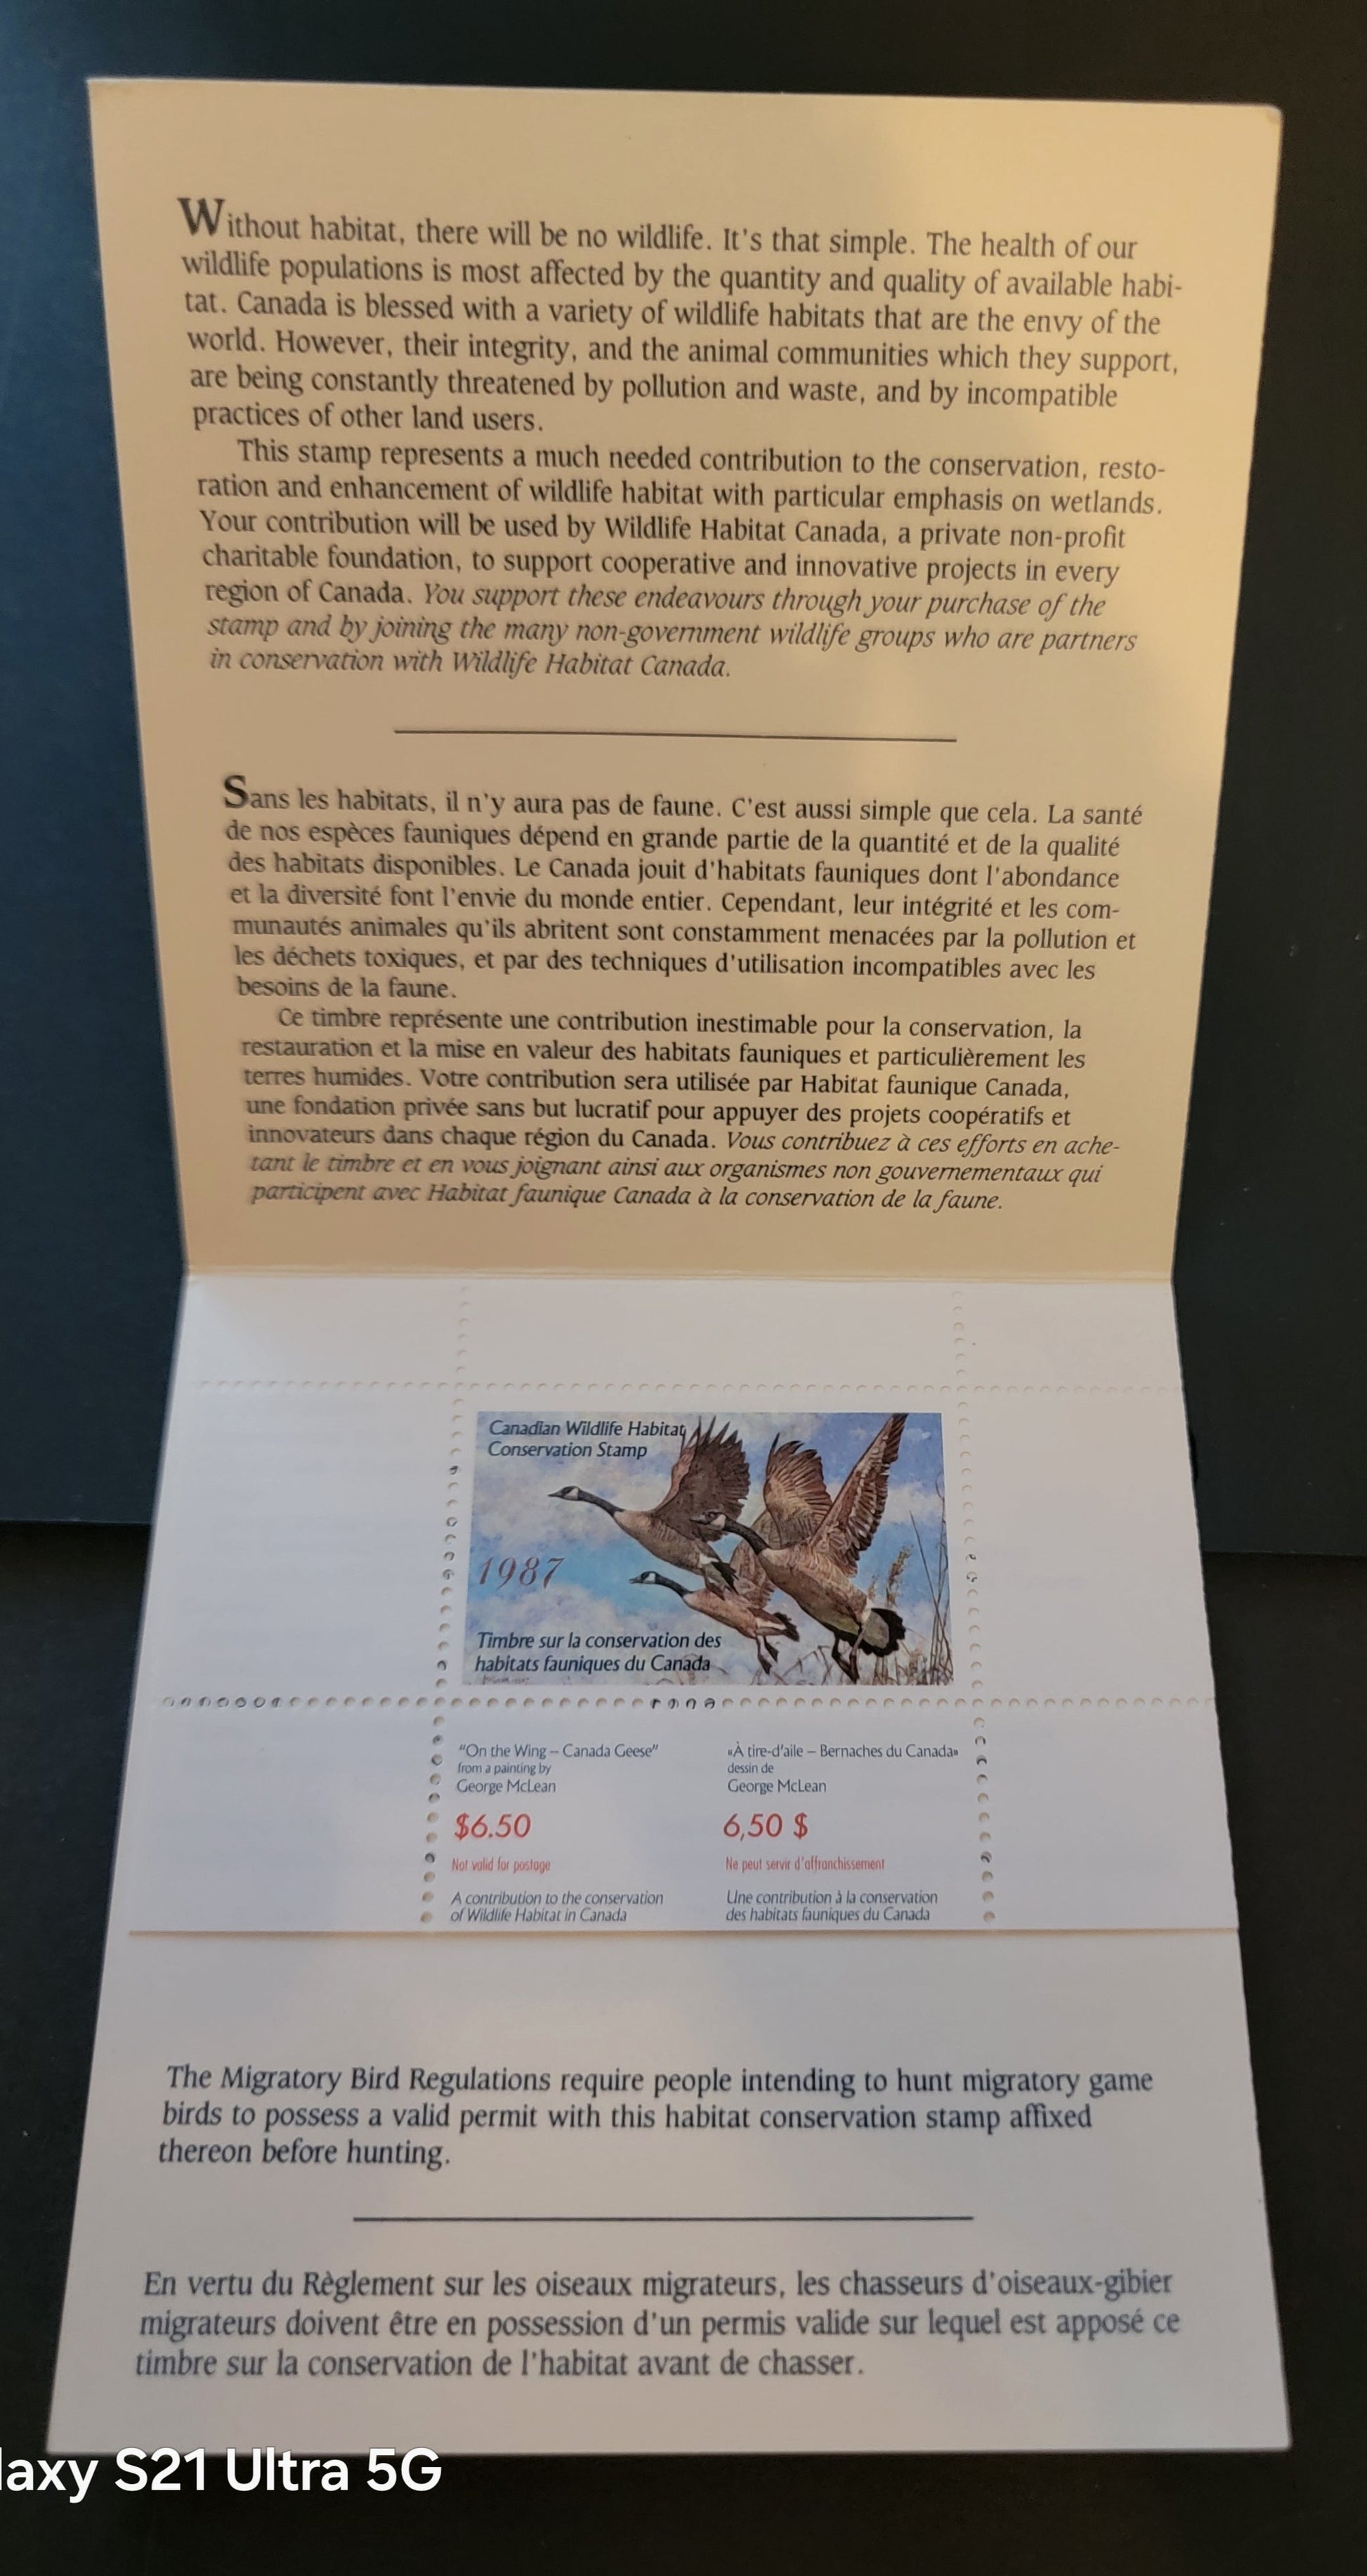 Without habitat, there will be no wildlife. It's that simple. The health of our
wildlife populations is most affected by the quantity and quality of available habi-
tat. Canada is blessed with a variety of wildlife habitats that are the envy of the
world. However, their integrity, and the animal communities which they support,
are being constantly threatened by pollution and waste, and by incompatible
practices of other land users.
This stamp represents a much needed contribution to the conservation, resto-
ration and enhancement of wildlife habitat with particular emphasis on wetlands.
Your contribution will be used by Wildlife Habitat Canada, a private non-profit
charitable foundation, to support cooperative and innovative projects in every
region of Canada. You support these endeavours through your purchase of the
stamp and by joining the many non-government wildlife groups who are partners
in conservation with Wildlife Habitat Canada.
Sans les habitats, il n'y aura pas de faune. C'est aussi simple que cela. La santé
de nos espèces fauniques dépend en grande partie de la quantité et de la qualité
des habitats disponibles. Le Canada jouit d'habitats fauniques dont l'abondance
et la diversité font l'envie du monde entier. Cependant, leur intégrité et les com-
munautés animales qu'ils abritent sont constamment menacées par la pollution et
les déchets toxiques, et par des techniques d'utilisation incompatibles avec les
besoins de la faune.
Ce timbre représente une contribution inestimable pour la conservation, la
restauration et la mise en valeur des habitats fauniques et particulièrement les
terres humides. Votre contribution sera utilisée par Habitat faunique Canada,
une fondation privée sans but lucratif pour appuyer des projets coopératifs et
innovateurs dans chaque région du Canada. Vous contribuez à ces efforts en ache-
tant le timbre et en vous joignant ainsi aux organismes non gouvernementaux qui
participent avec Habitat faunique Canada à la conservation de la faune.
Canadian Wildlife Habitat
Conservation Stamp
1987
Timbre sur la conservation des
habitats fauniques du Canada
"On the Wing – Canada Geese"
from a painting by
George McLean
$6.50
Not valid for postage
A contribution to the conservation
of Wildlife Habitat in Canada
«À tire-d'aile – Bernaches du Canada»
dessin de
George McLean
6,50 $
Ne peut servir d'affranchissement
Une contribution à la conservation
des habitats fauniques du Canada
The Migratory Bird Regulations require people intending to hunt migratory game
birds to possess a valid permit with this habitat conservation stamp affixed
thereon before hunting.
En vertu du Règlement sur les oiseaux migrateurs, les chasseurs d'oiseaux-gibier
migrateurs doivent être en possession d'un permis valide sur lequel est apposé ce
timbre sur la conservation de l'habitat avant de chasser.
laxy S21 Ultra 5G